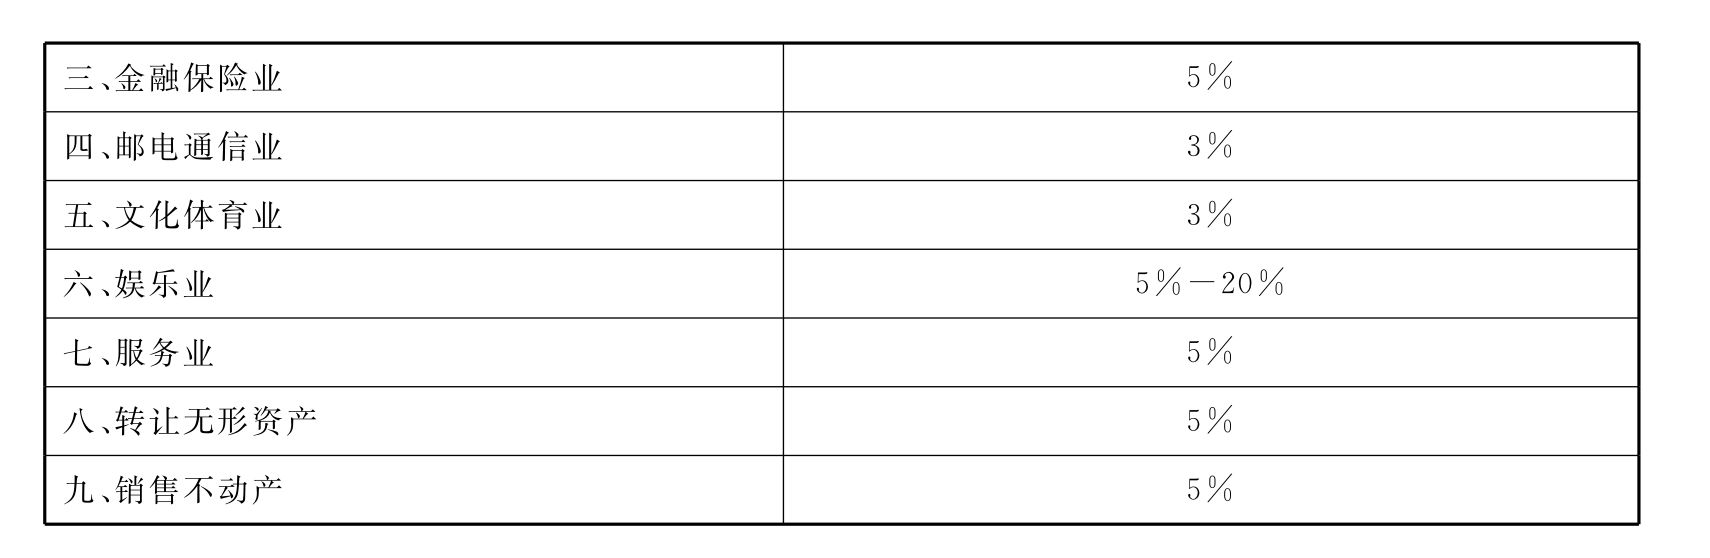 三、金融保险业 5%
四、邮电通信业 3%
五、文化体育业 3%
六、娱乐业 5%－20%
七、服务业 5%
八、转让无形资产 5%
九、销售不动产 5%